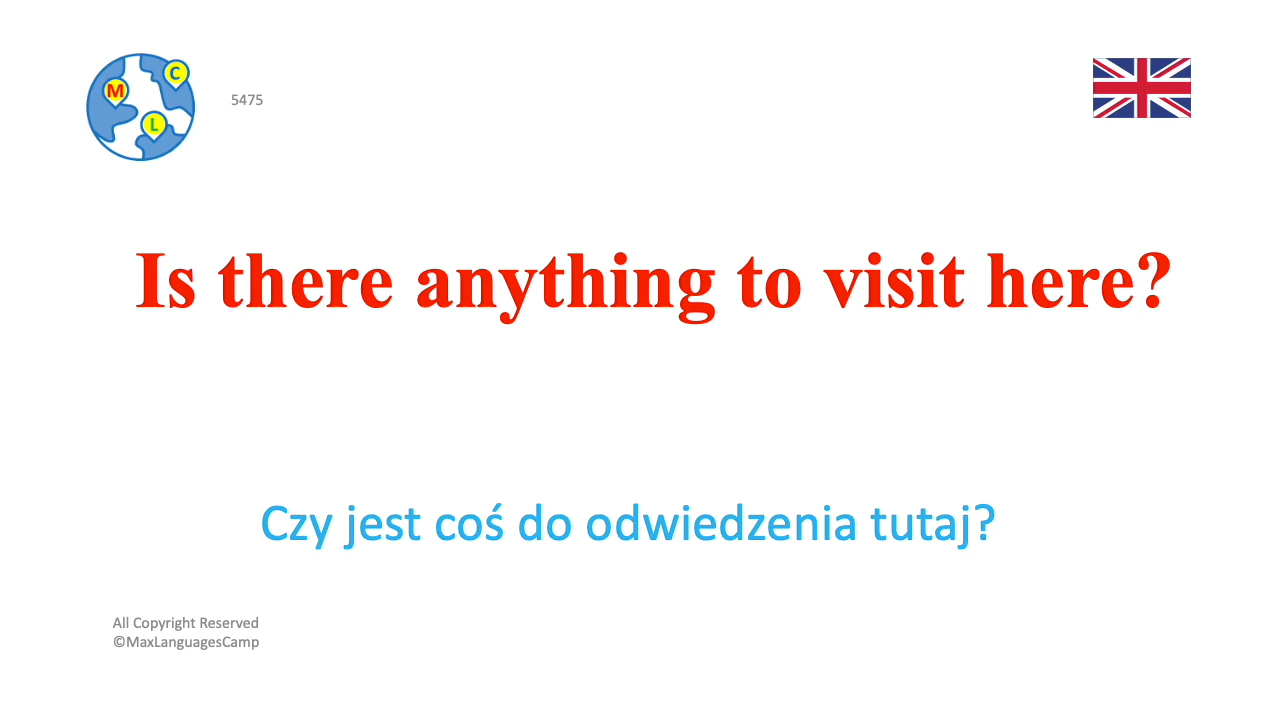 M
C
L
5475
Is there anything to visit here?
Czy jest coś do odwiedzenia tutaj?
All Copyright Reserved
©MaxLanguagesCamp